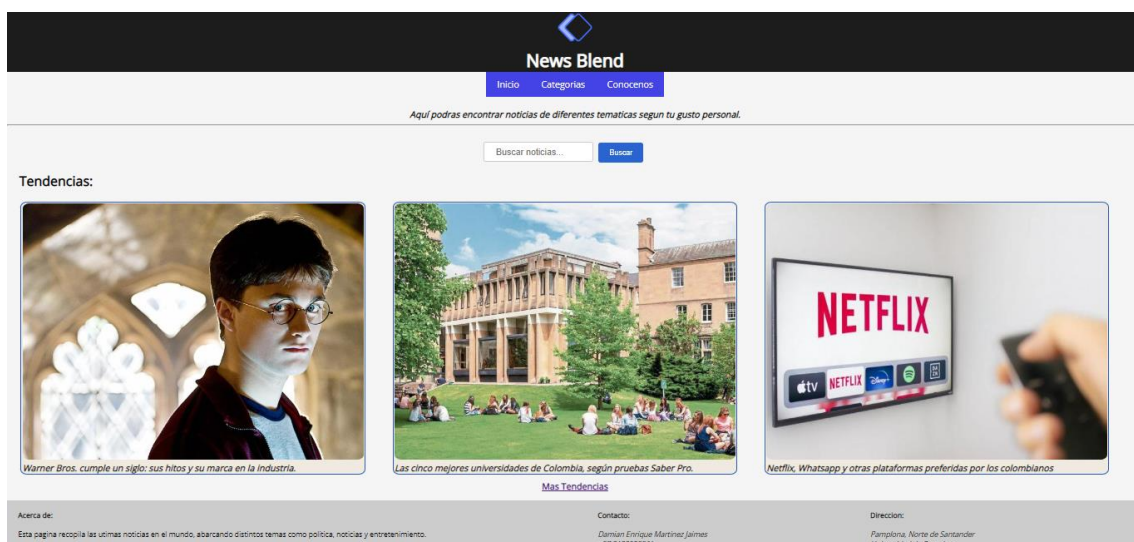 News Blend
Inicio Categorias Conocenos
Aquí podras encontrar noticias de diferentes tematicas segun tu gusto personal.
Buscar noticias... Buscar
Tendencias:
NETFLIX
tv NETFLIX Disney+
Warner Bros. cumple un siglo: sus hitos y su marca en la industria.
Las cinco mejores universidades de Colombia, según pruebas Saber Pro.
Netflix, Whatsapp y otras plataformas preferidas por los colombianos
Mas Tendencias
Acerca de: Contacto: Direccion:
Esta pagina recopila las utimas noticias en el mundo, abarcando distintos temas como politica, noticias y entretenimiento. Damian Enrique Martinez Jaimes Pamplona, Norte de Santander